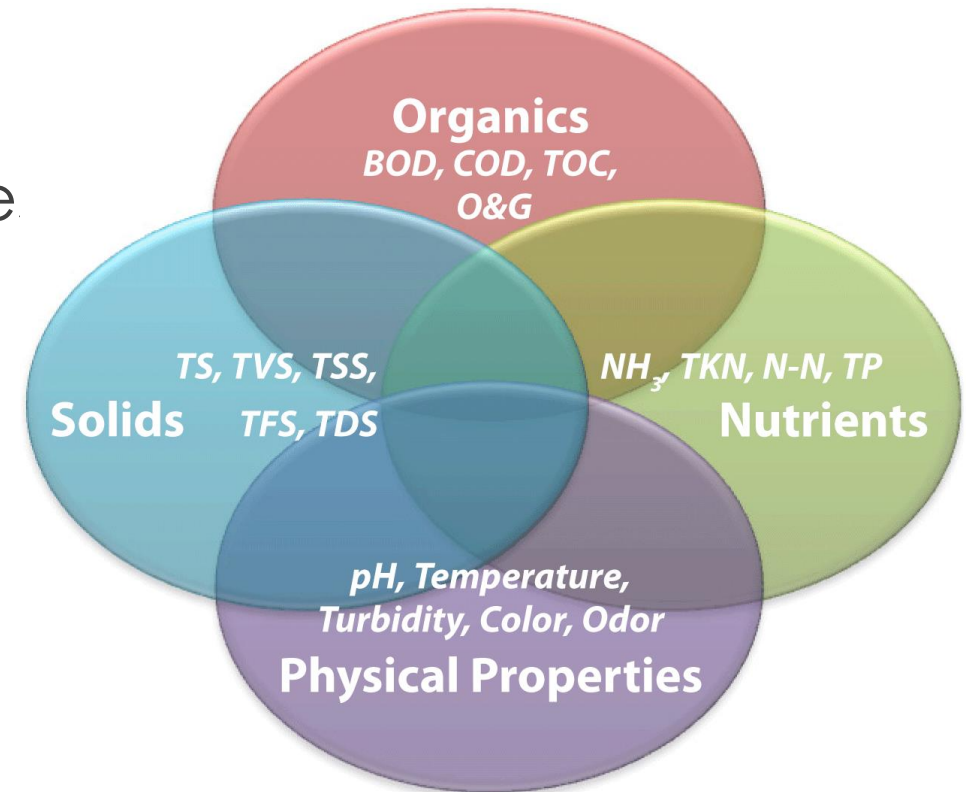 Organics
BOD, COD, TOC,
O&G
e.
TS, TVS, TSS,
Solids TFS, TDS
NH₃, TKN, N-N, TP
Nutrients
pH, Temperature,
Turbidity, Color, Odor
Physical Properties